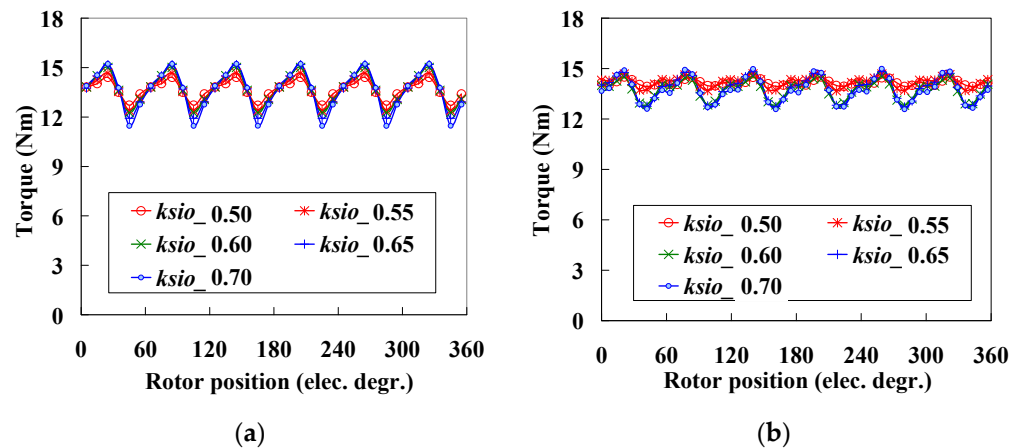 18
15
12
9
6
3
0
Torque (Nm)
ksio_ 0.50
ksio_ 0.55
ksio_ 0.60
ksio_ 0.65
ksio_ 0.70
0 60 120 180 240 300 360
Rotor position (elec. degr.)
(a)
18
15
12
9
6
3
0
Torque (Nm)
ksio_ 0.50
ksio_ 0.55
ksio_ 0.60
ksio_ 0.65
ksio_ 0.70
0 60 120 180 240 300 360
Rotor position (elec. degr.)
(b)